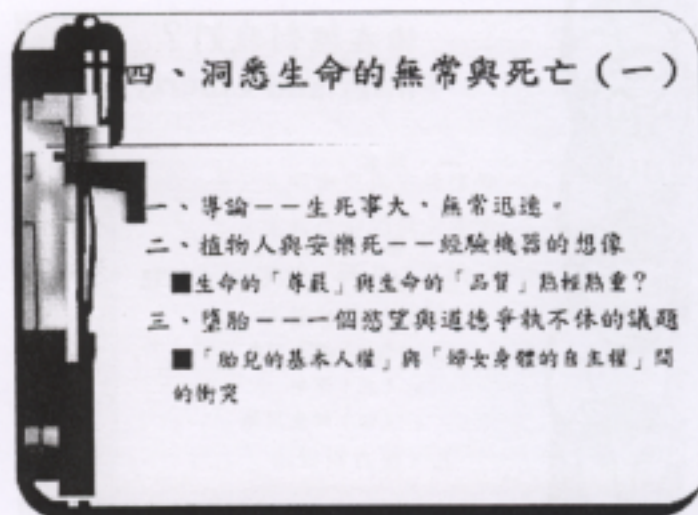 四、洞悉生命的無常與死亡（一）
一、導論－－生死事大、無常迅速。
二、植物人與安樂死－－經驗機器的想像
■生命的「尊嚴」與生命的「品質」熟輕熟重？
三、墮胎－－－一個慾望與道德爭執不休的議題
■「胎兒的基本人權」與「婦女身體的自主權」間
的衝突